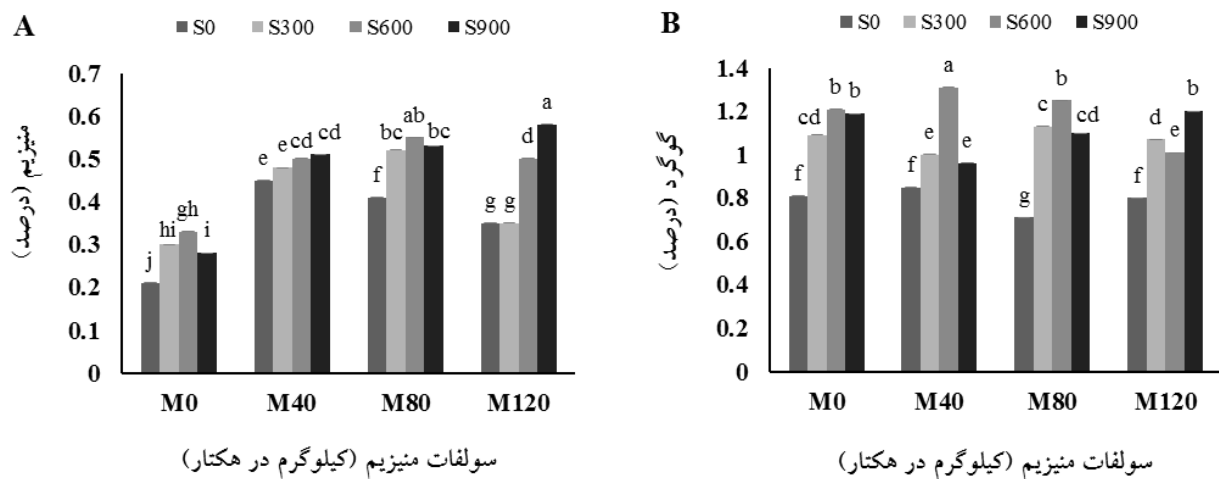 A
S0 S300 S600 S900
منیزیم (درصد)
0.7
0.6
0.5
0.4
0.3
0.2
0.1
0
j hi gh i
e e cd cd
f bc ab bc
g g d a
M0 M40 M80 M120
سولفات منیزیم (کیلوگرم در هکتار)
B
S0 S300 S600 S900
گوگرد (درصد)
1.4
1.2
1
0.8
0.6
0.4
0.2
0
f cd b b
f e a e
g c b cd
f d e b
M0 M40 M80 M120
سولفات منیزیم (کیلوگرم در هکتار)